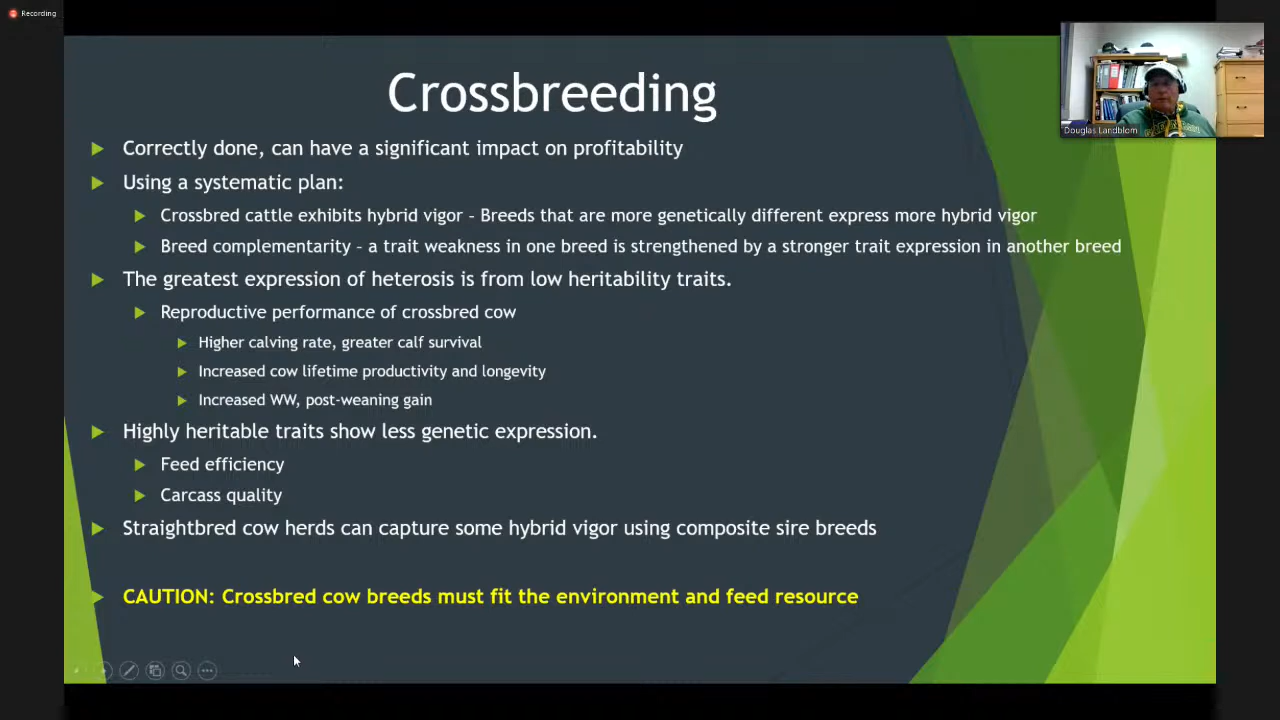 Recording
Crossbreeding
Correctly done, can have a significant impact on profitability
Using a systematic plan:
Crossbred cattle exhibits hybrid vigor – Breeds that are more genetically different express more hybrid vigor
Breed complementarity – a trait weakness in one breed is strengthened by a stronger trait expression in another breed
The greatest expression of heterosis is from low heritability traits.
Reproductive performance of crossbred cow
Higher calving rate, greater calf survival
Increased cow lifetime productivity and longevity
Increased WW, post-weaning gain
Highly heritable traits show less genetic expression.
Feed efficiency
Carcass quality
Straightbred cow herds can capture some hybrid vigor using composite sire breeds
CAUTION: Crossbred cow breeds must fit the environment and feed resource
Douglas Landblom